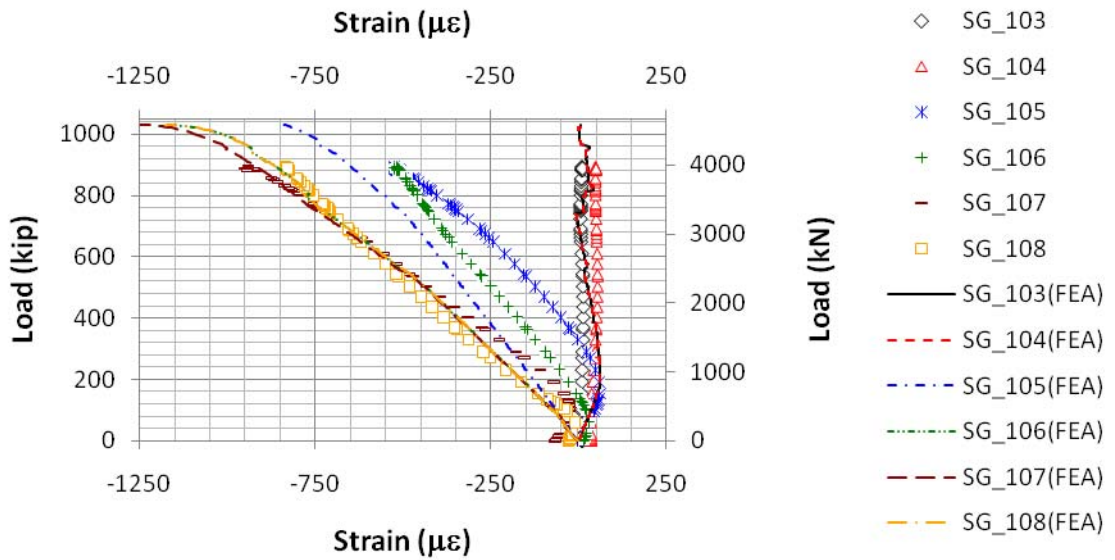 Strain (µε)
-1250 -750 -250 250
1000
800
600
400
200
0
Load (kip)
4000
3000
2000
1000
0
Load (kN)
-1250 -750 -250 250
Strain (µε)
SG_103
SG_104
SG_105
SG_106
SG_107
SG_108
SG_103(FEA)
SG_104(FEA)
SG_105(FEA)
SG_106(FEA)
SG_107(FEA)
SG_108(FEA)